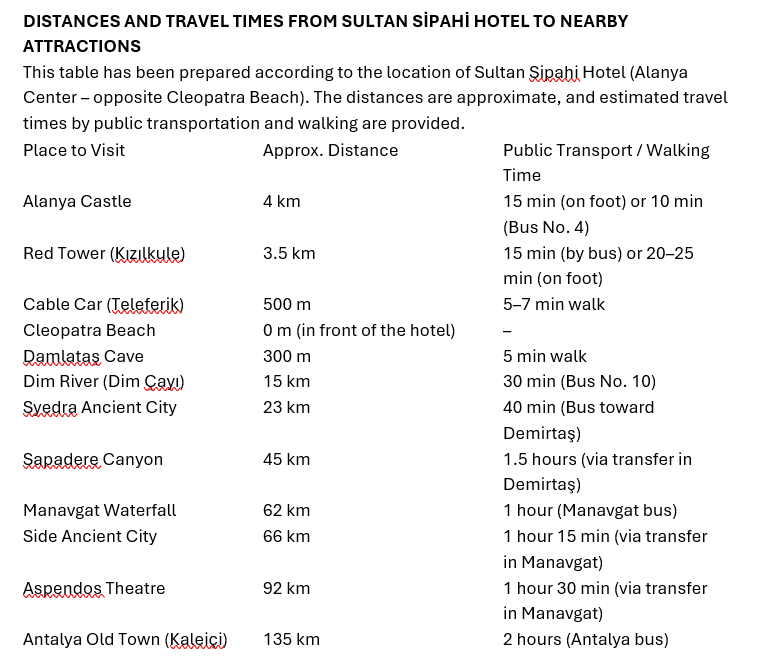 DISTANCES AND TRAVEL TIMES FROM SULTAN SİPAHİ HOTEL TO NEARBY
ATTRACTIONS
This table has been prepared according to the location of Sultan Sipahi Hotel (Alanya
Center – opposite Cleopatra Beach). The distances are approximate, and estimated travel
times by public transportation and walking are provided.
Place to Visit Approx. Distance Public Transport / Walking
Time
Alanya Castle 4 km 15 min (on foot) or 10 min
(Bus No. 4)
Red Tower (Kızılkule) 3.5 km 15 min (by bus) or 20–25
min (on foot)
Cable Car (Teleferik) 500 m 5–7 min walk
Cleopatra Beach 0 m (in front of the hotel) –
Damlataş Cave 300 m 5 min walk
Dim River (Dim Çayı) 15 km 30 min (Bus No. 10)
Syedra Ancient City 23 km 40 min (Bus toward
Demirtaş)
Sapadere Canyon 45 km 1.5 hours (via transfer in
Demirtaş)
Manavgat Waterfall 62 km 1 hour (Manavgat bus)
Side Ancient City 66 km 1 hour 15 min (via transfer
in Manavgat)
Aspendos Theatre 92 km 1 hour 30 min (via transfer
in Manavgat)
Antalya Old Town (Kaleiçi) 135 km 2 hours (Antalya bus)